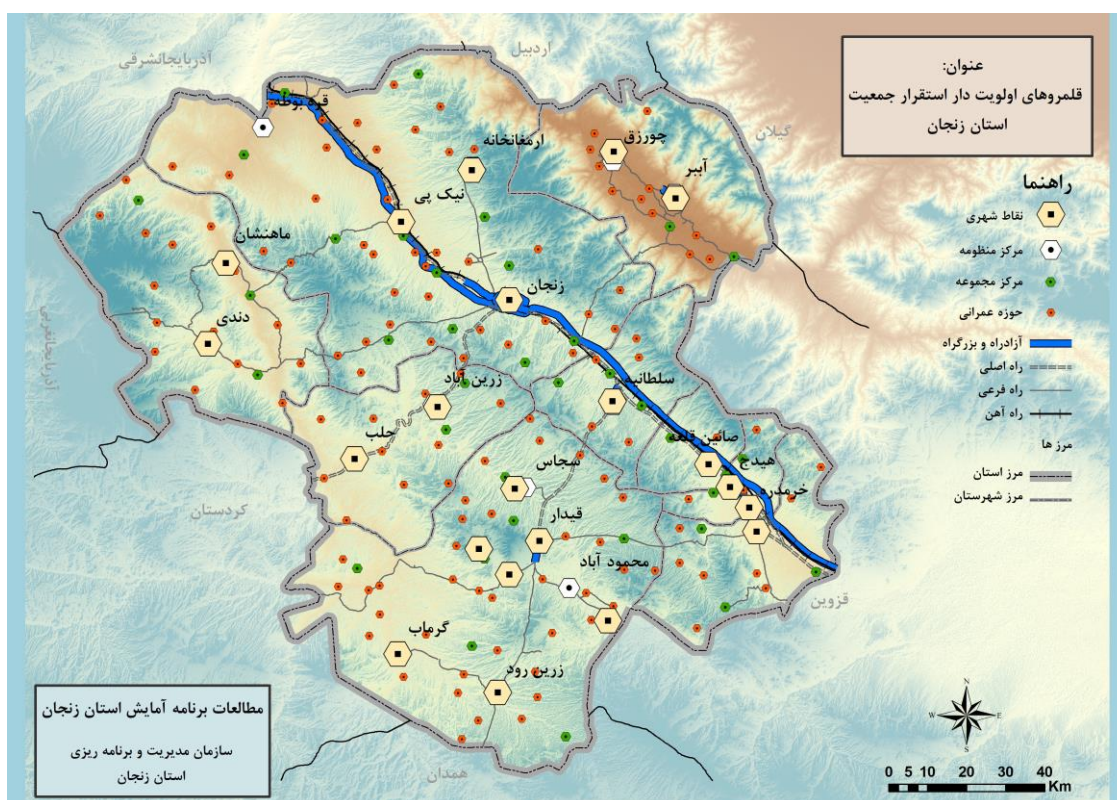 عنوان:
قلمروهای اولویت دار استقرار جمعیت
استان زنجان
راهنما
نقاط شهری
مرکز منظومه
مرکز مجموعه
حوزه عمرانی
آزادراه و بزرگراه
راه اصلی
راه فرعی
راه آهن
مرز ها
مرز استان
مرز شهرستان
آذربایجانشرقی
اردبیل
گیلان
قره بوطه
ارمغانخانه
چورزق
آببر
نیک پی
ماهنشان
زنجان
دندی
آذربایجانغربی
سلطانیه
زرین آباد
حلب
صائین قلعه
هیدج
خرمدره
سجاس
کردستان
قیدار
محمود آباد
قزوین
گرماب
زرین رود
همدان
مطالعات برنامه آمایش استان زنجان
سازمان مدیریت و برنامه ریزی
استان زنجان
N
W
E
S
0 5 10 20 30 40
Km